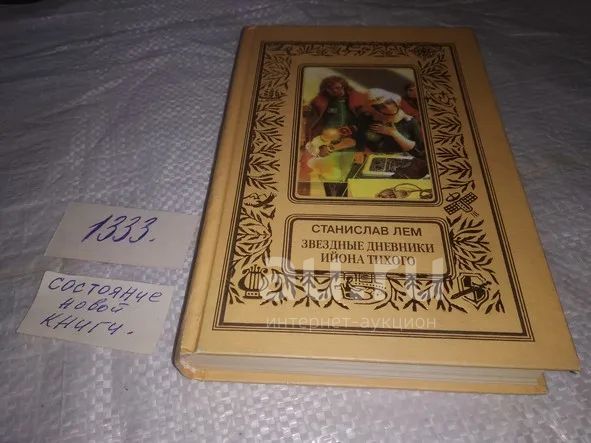 СТАНИСЛАВ ЛЕМ
ЗВЕЗДНЫЕ ДНЕВНИКИ
ИЙОНА ТИХОГО
1333.
СОСТОЯНИЕ
НОВОЙ
КНИГИ.
au.ru
интернет-аукцион